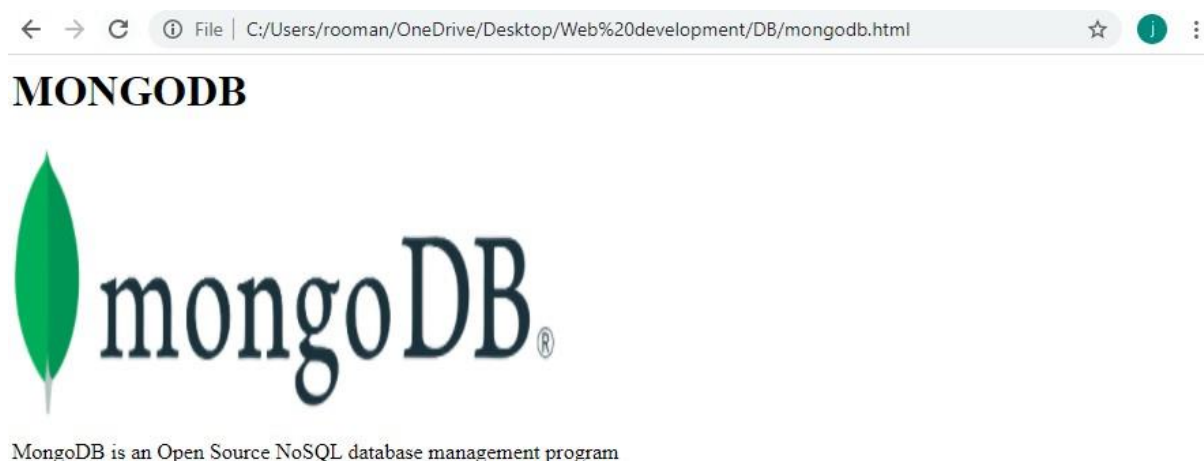 File | C:/Users/rooman/OneDrive/Desktop/Web%20development/DB/mongodb.html
j
MONGODB
mongoDB®
MongoDB is an Open Source NoSQL database management program